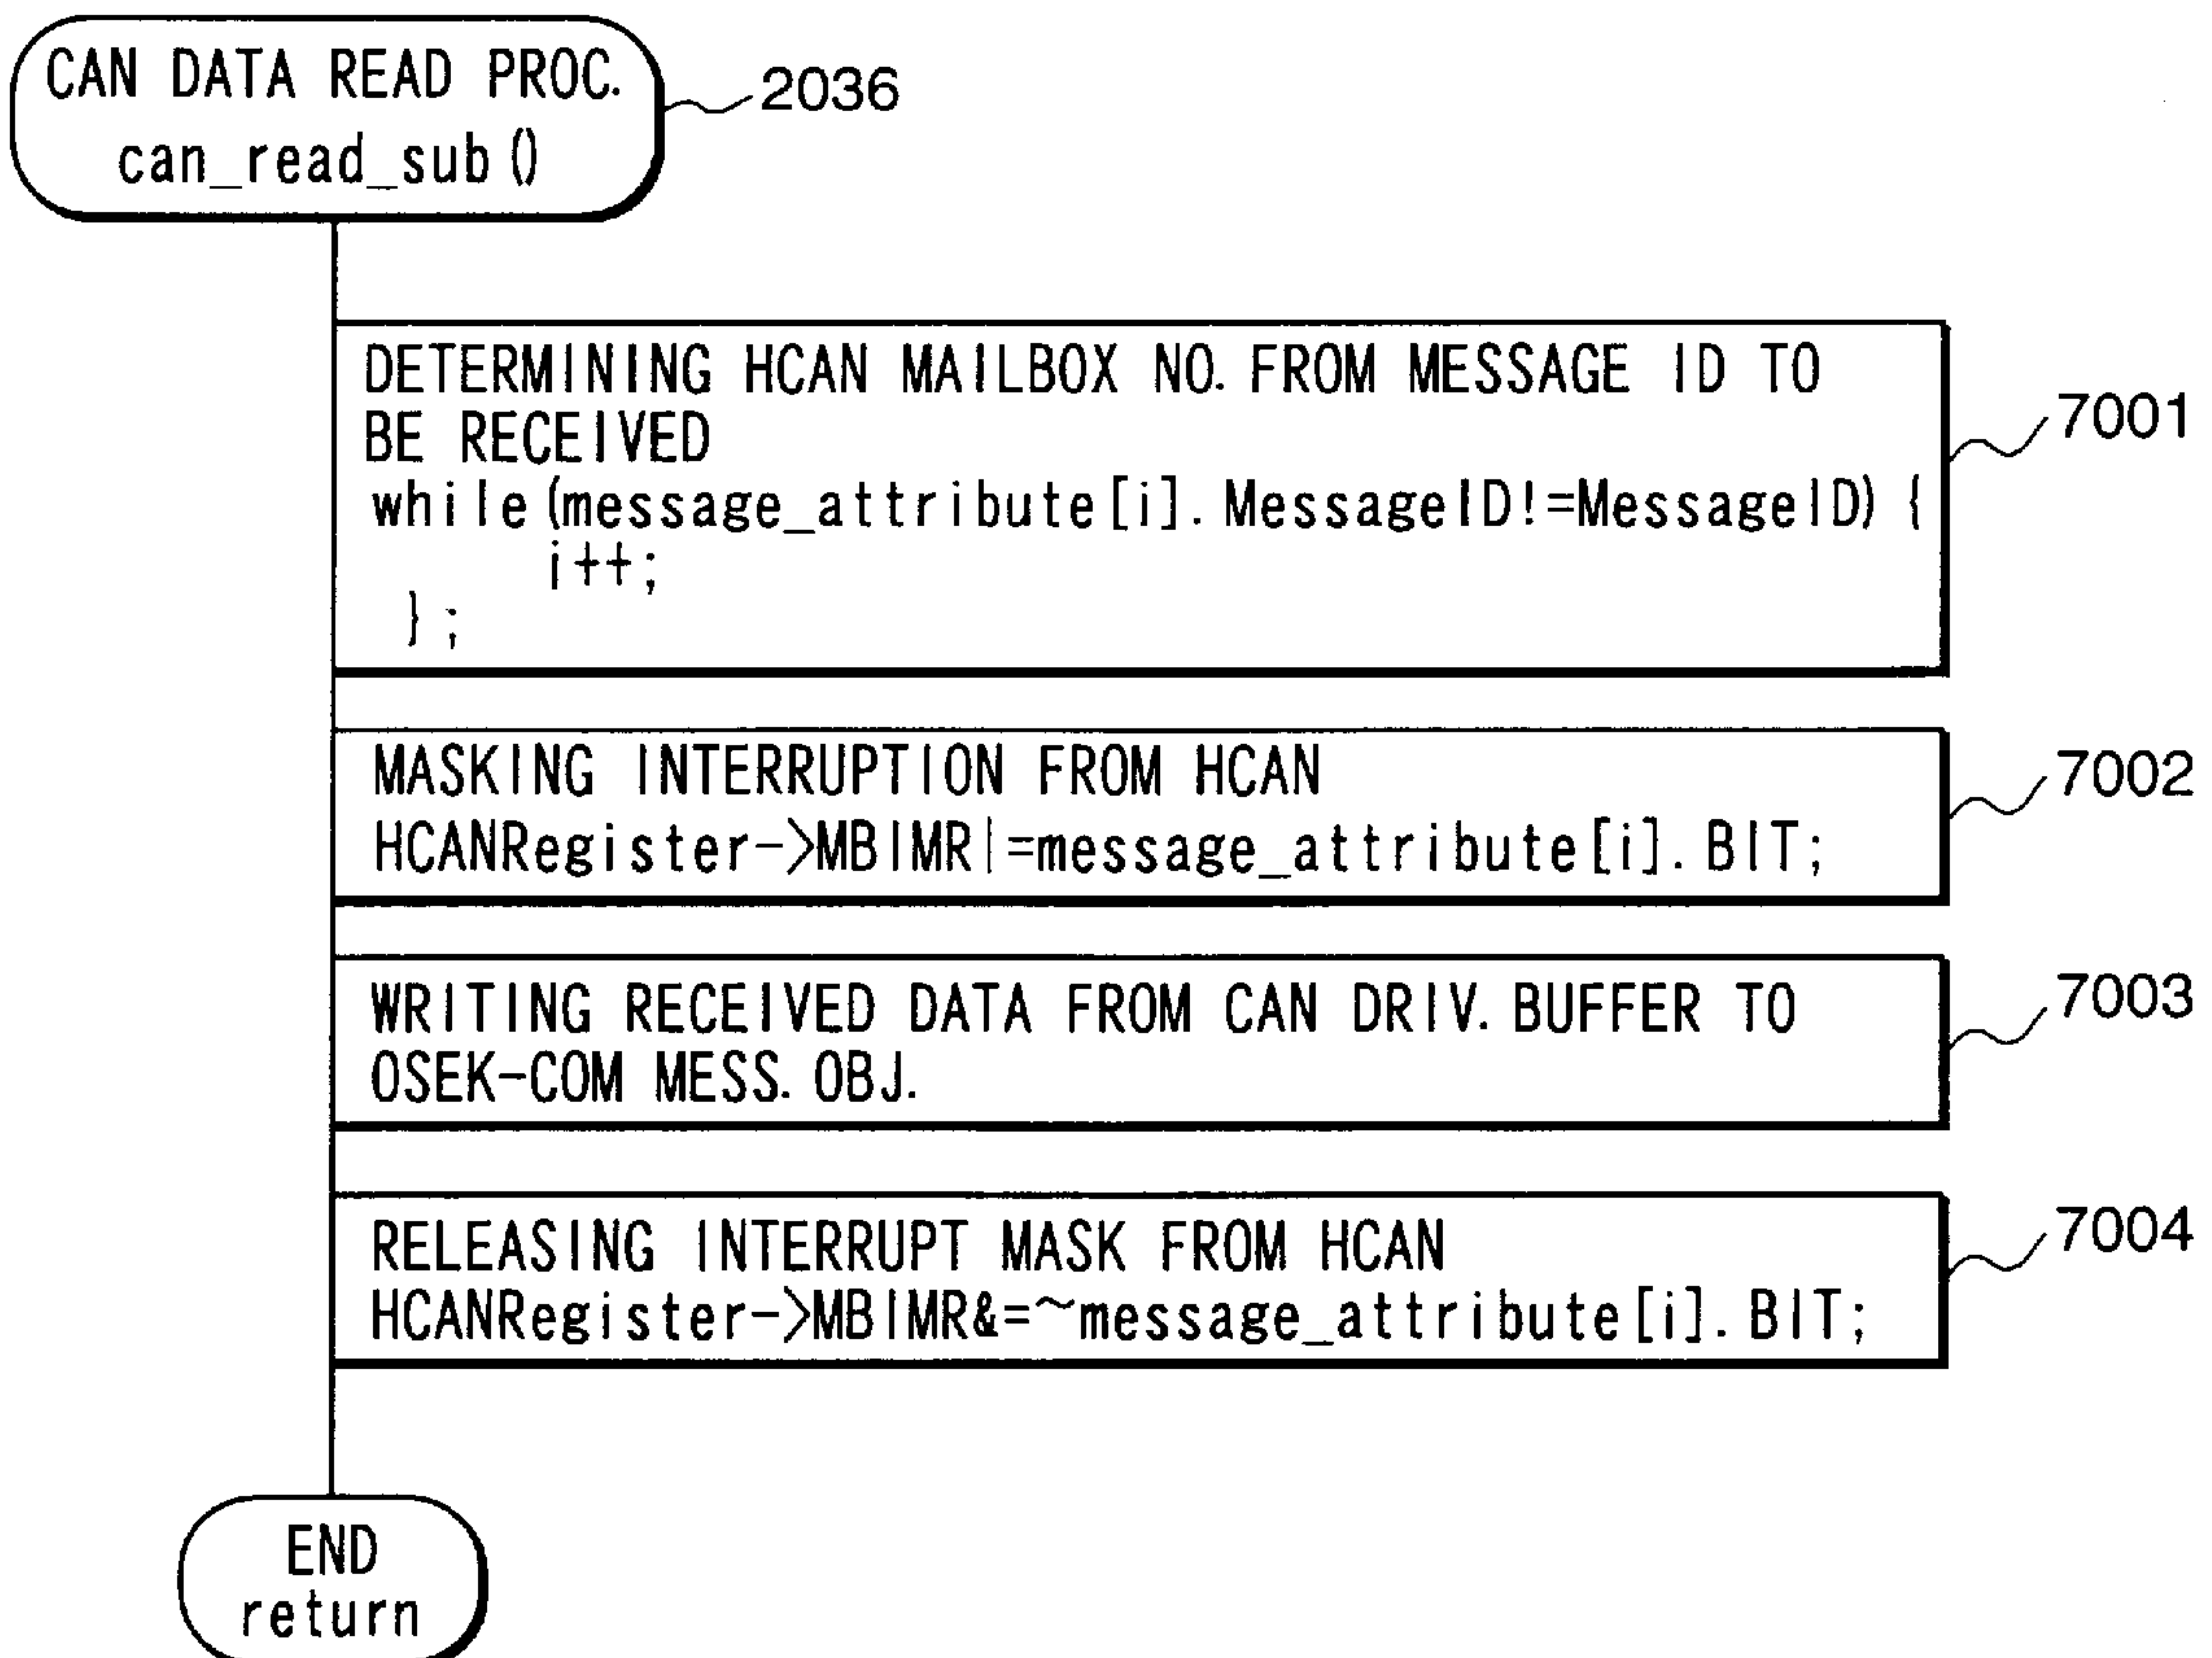 CAN DATA READ PROC.
can_read_sub()
2036
DETERMINING HCAN MAILBOX NO. FROM MESSAGE ID TO
BE RECEIVED
while(message_attribute[i].MessageID!=MessageID) {
i++;
};
7001
MASKING INTERRUPTION FROM HCAN
HCANRegister->MBIMR|=message_attribute[i].BIT;
7002
WRITING RECEIVED DATA FROM CAN DRIV. BUFFER TO
OSEK-COM MESS. OBJ.
7003
RELEASING INTERRUPT MASK FROM HCAN
HCANRegister->MBIMR&=~message_attribute[i].BIT;
7004
END
return